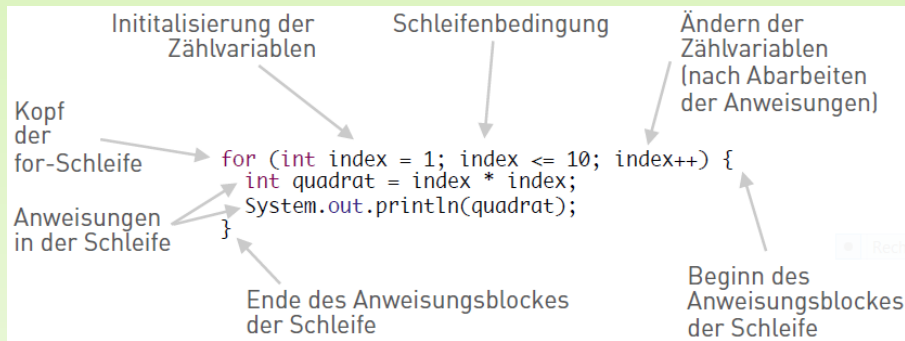 Inititalisierung der
Zählvariablen
Schleifenbedingung
Ändern der
Zählvariablen
(nach Abarbeiten
der Anweisungen)
Kopf
der
for-Schleife
for (int index = 1; index <= 10; index++) {
int quadrat = index * index;
System.out.println(quadrat);
}
Anweisungen
in der Schleife
Ende des Anweisungsblockes
der Schleife
Beginn des
Anweisungsblockes
der Schleife
Rech